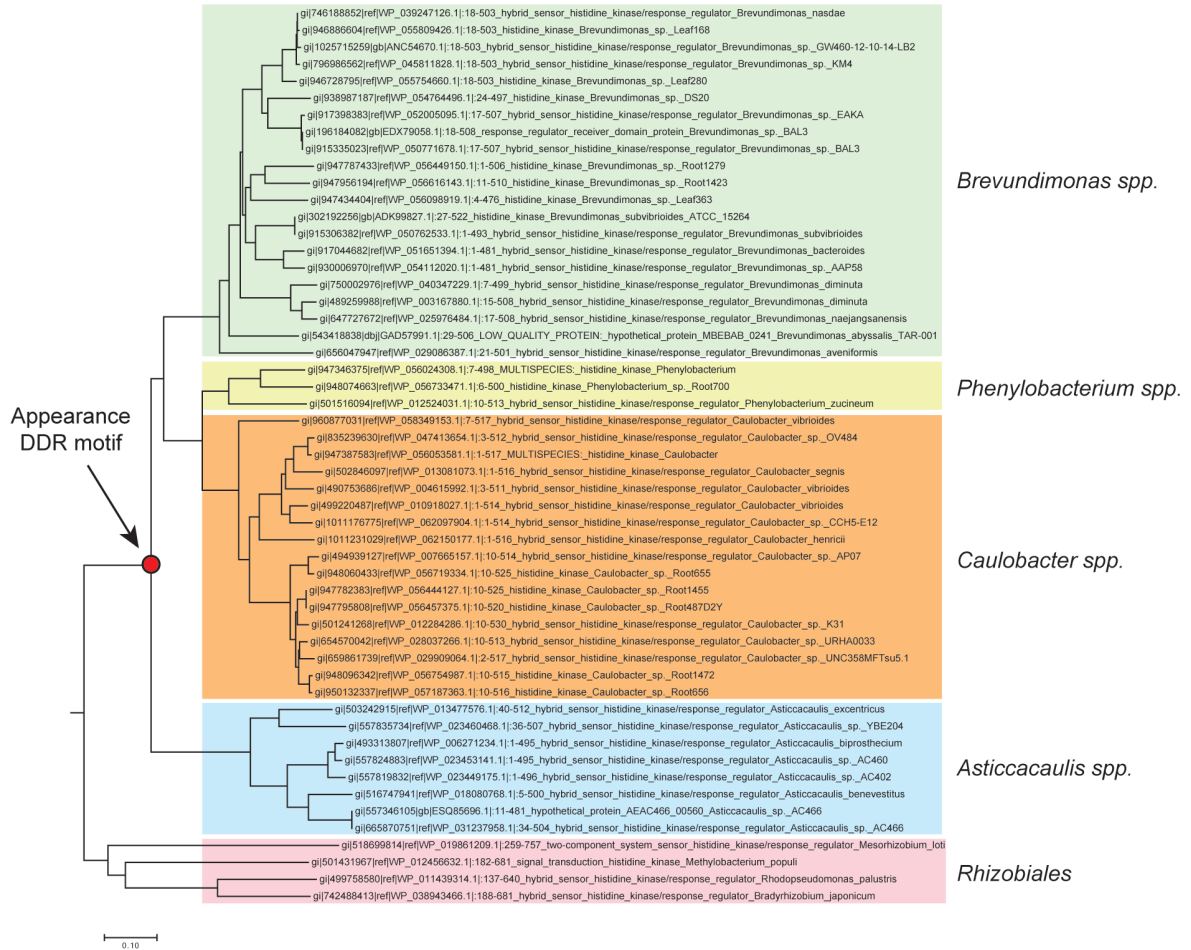 gi|746188852|ref|WP_039247126.1|:18-503_hybrid_sensor_histidine_kinase/response_regulator_Brevundimonas_nasdae
gi|946886604|ref|WP_055809426.1|:18-503_histidine_kinase_Brevundimonas_sp._Leaf168
gi|1025715259|gb|ANC54670.1|:18-503_hybrid_sensor_histidine_kinase/response_regulator_Brevundimonas_sp._GW460-12-10-14-LB2
gi|796986562|ref|WP_045811828.1|:18-503_hybrid_sensor_histidine_kinase/response_regulator_Brevundimonas_sp._KM4
gi|946728795|ref|WP_055754660.1|:18-503_histidine_kinase_Brevundimonas_sp._Leaf280
gi|938987187|ref|WP_054764496.1|:24-497_histidine_kinase_Brevundimonas_sp._DS20
gi|917398383|ref|WP_052005095.1|:17-507_hybrid_sensor_histidine_kinase/response_regulator_Brevundimonas_sp._EAKA
gi|196184082|gb|EDX79058.1|:18-508_response_regulator_receiver_domain_protein_Brevundimonas_sp._BAL3
gi|915335023|ref|WP_050771678.1|:17-507_hybrid_sensor_histidine_kinase/response_regulator_Brevundimonas_sp._BAL3
gi|947787433|ref|WP_056449150.1|:1-506_histidine_kinase_Brevundimonas_sp._Root1279
gi|947956194|ref|WP_056616143.1|:11-510_histidine_kinase_Brevundimonas_sp._Root1423
gi|947434404|ref|WP_056098919.1|:4-476_histidine_kinase_Brevundimonas_sp._Leaf363
gi|302192256|gb|ADK99827.1|:27-522_histidine_kinase_Brevundimonas_subvibrioides_ATCC_15264
gi|915306382|ref|WP_050762533.1|:1-493_hybrid_sensor_histidine_kinase/response_regulator_Brevundimonas_subvibrioides
gi|917044682|ref|WP_051651394.1|:1-481_hybrid_sensor_histidine_kinase/response_regulator_Brevundimonas_bacteroides
gi|930006970|ref|WP_054112020.1|:1-481_hybrid_sensor_histidine_kinase/response_regulator_Brevundimonas_sp._AAP58
gi|750002976|ref|WP_040347229.1|:7-499_hybrid_sensor_histidine_kinase/response_regulator_Brevundimonas_diminuta
gi|489259988|ref|WP_003167880.1|:15-508_hybrid_sensor_histidine_kinase/response_regulator_Brevundimonas_diminuta
gi|647727672|ref|WP_025976484.1|:17-508_hybrid_sensor_histidine_kinase/response_regulator_Brevundimonas_naejangsanensis
gi|543418838|dbj|GAD57991.1|:29-506_LOW_QUALITY_PROTEIN:_hypothetical_protein_MBEBAB_0241_Brevundimonas_abyssalis_TAR-001
gi|656047947|ref|WP_029086387.1|:21-501_hybrid_sensor_histidine_kinase/response_regulator_Brevundimonas_aveniformis
Brevundimonas spp.
gi|947346375|ref|WP_056024308.1|:7-498_MULTISPECIES:_histidine_kinase_Phenylobacterium
gi|948074663|ref|WP_056733471.1|:6-500_histidine_kinase_Phenylobacterium_sp._Root700
gi|501516094|ref|WP_012524031.1|:10-513_hybrid_sensor_histidine_kinase/response_regulator_Phenylobacterium_zucineum
Phenylobacterium spp.
Appearance
DDR motif
gi|960877031|ref|WP_058349153.1|:7-517_hybrid_sensor_histidine_kinase/response_regulator_Caulobacter_vibrioides
gi|835239630|ref|WP_047413654.1|:3-512_hybrid_sensor_histidine_kinase/response_regulator_Caulobacter_sp._OV484
gi|947387583|ref|WP_056053581.1|:1-517_MULTISPECIES:_histidine_kinase_Caulobacter
gi|502846097|ref|WP_013081073.1|:1-516_hybrid_sensor_histidine_kinase/response_regulator_Caulobacter_segnis
gi|490753686|ref|WP_004615992.1|:3-511_hybrid_sensor_histidine_kinase/response_regulator_Caulobacter_vibrioides
gi|499220487|ref|WP_010918027.1|:1-514_hybrid_sensor_histidine_kinase/response_regulator_Caulobacter_vibrioides
gi|1011176775|ref|WP_062097904.1|:1-514_hybrid_sensor_histidine_kinase/response_regulator_Caulobacter_sp._CCH5-E12
gi|1011231029|ref|WP_062150177.1|:1-516_hybrid_sensor_histidine_kinase/response_regulator_Caulobacter_henricii
gi|494939127|ref|WP_007665157.1|:10-514_hybrid_sensor_histidine_kinase/response_regulator_Caulobacter_sp._AP07
gi|948060433|ref|WP_056719334.1|:10-525_histidine_kinase_Caulobacter_sp._Root655
gi|947782383|ref|WP_056444127.1|:10-525_histidine_kinase_Caulobacter_sp._Root1455
gi|947795808|ref|WP_056457375.1|:10-520_histidine_kinase_Caulobacter_sp._Root487D2Y
gi|501241268|ref|WP_012284286.1|:10-530_hybrid_sensor_histidine_kinase/response_regulator_Caulobacter_sp._K31
gi|654570042|ref|WP_028037266.1|:10-513_hybrid_sensor_histidine_kinase/response_regulator_Caulobacter_sp._URHA0033
gi|659861739|ref|WP_029909064.1|:2-517_hybrid_sensor_histidine_kinase/response_regulator_Caulobacter_sp._UNC358MFTsu5.1
gi|948096342|ref|WP_056754987.1|:10-515_histidine_kinase_Caulobacter_sp._Root1472
gi|950132337|ref|WP_057187363.1|:10-516_histidine_kinase_Caulobacter_sp._Root656
Caulobacter spp.
gi|503242915|ref|WP_013477576.1|:40-512_hybrid_sensor_histidine_kinase/response_regulator_Asticcacaulis_excentricus
gi|557835734|ref|WP_023460468.1|:36-507_hybrid_sensor_histidine_kinase/response_regulator_Asticcacaulis_sp._YBE204
gi|493313807|ref|WP_006271234.1|:1-495_hybrid_sensor_histidine_kinase/response_regulator_Asticcacaulis_biprosthecium
gi|557824883|ref|WP_023453141.1|:1-495_hybrid_sensor_histidine_kinase/response_regulator_Asticcacaulis_sp._AC460
gi|557819832|ref|WP_023449175.1|:1-496_hybrid_sensor_histidine_kinase/response_regulator_Asticcacaulis_sp._AC402
gi|516747941|ref|WP_018080768.1|:5-500_hybrid_sensor_histidine_kinase/response_regulator_Asticcacaulis_benevestitus
gi|557346105|gb|ESQ85696.1|:11-481_hypothetical_protein_AEAC466_00560_Asticcacaulis_sp._AC466
gi|665870751|ref|WP_031237958.1|:34-504_hybrid_sensor_histidine_kinase/response_regulator_Asticcacaulis_sp._AC466
Asticcacaulis spp.
gi|518699814|ref|WP_019861209.1|:259-757_two-component_system_sensor_histidine_kinase/response_regulator_Mesorhizobium_loti
gi|501431967|ref|WP_012456632.1|:182-681_signal_transduction_histidine_kinase_Methylobacterium_populi
gi|499758580|ref|WP_011439314.1|:137-640_hybrid_sensor_histidine_kinase/response_regulator_Rhodopseudomonas_palustris
gi|742488413|ref|WP_038943466.1|:188-681_hybrid_sensor_histidine_kinase/response_regulator_Bradyrhizobium_japonicum
Rhizobiales
0.10